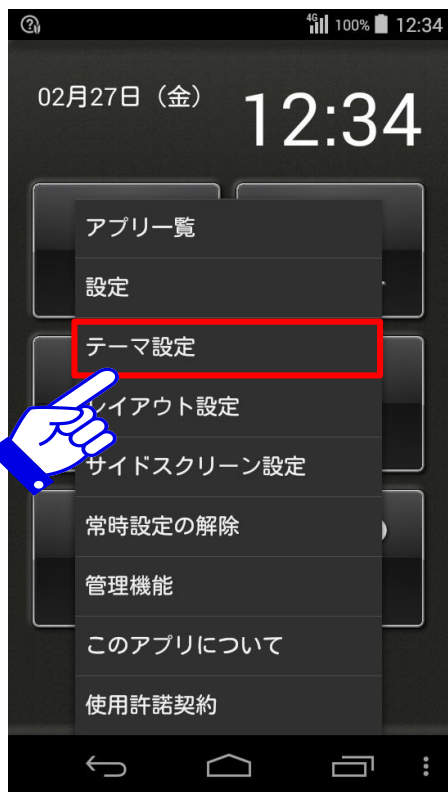 4G 100% 12:34
02月27日（金）
12:34
アプリ一覧
設定
テーマ設定
レイアウト設定
サイドスクリーン設定
常時設定の解除
管理機能
このアプリについて
使用許諾契約